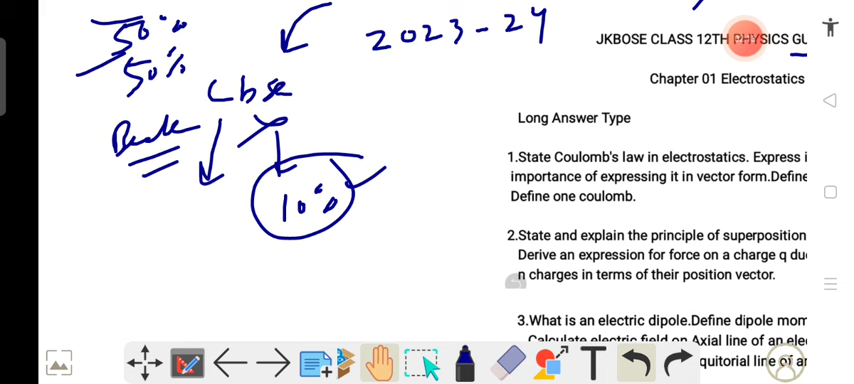 50%
50%
2023-24
Cbse
Book
10%
JKBOSE CLASS 12TH PHYSICS GU
Chapter 01 Electrostatics
Long Answer Type
1.State Coulomb's law in electrostatics. Express i
importance of expressing it in vector form.Define
Define one coulomb.
2.State and explain the principle of superposition
Derive an expression for force on a charge q du
n charges in terms of their position vector.
3.What is an electric dipole.Define dipole mom
Calculate electric field on Axial line of an elec
equitorial line of ar
T